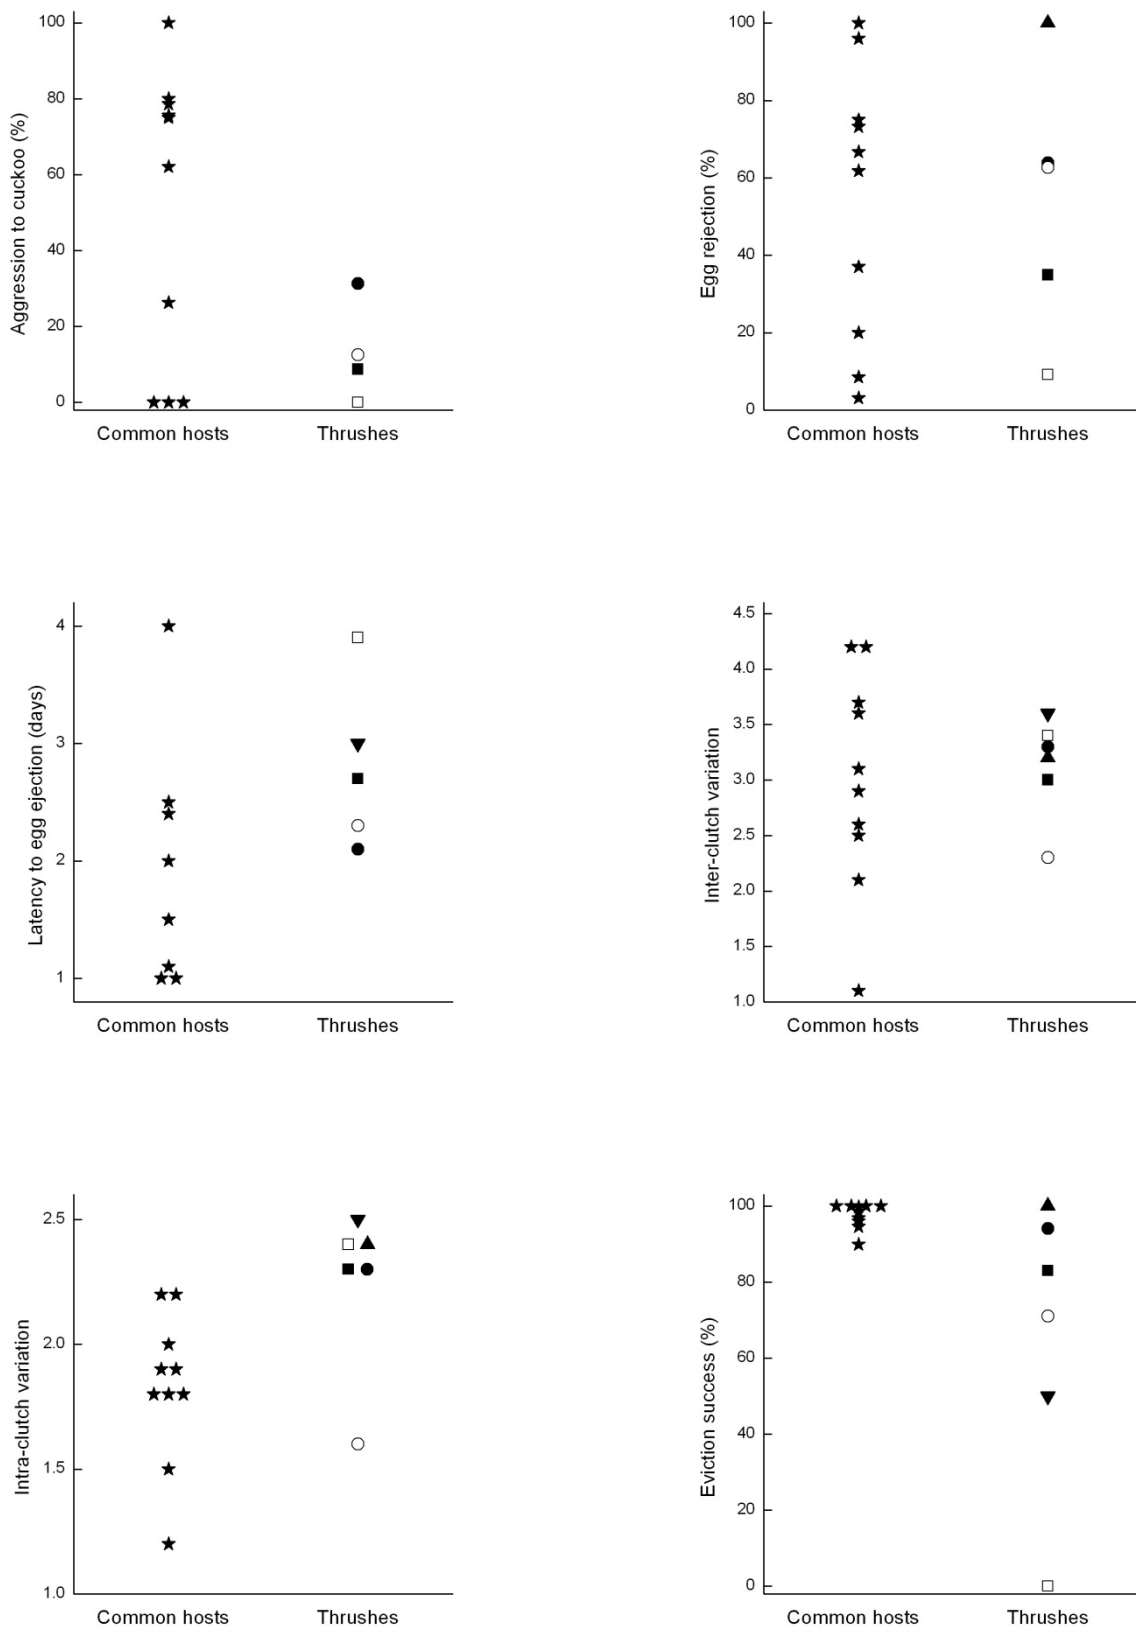 Aggression to cuckoo (%)
100
80
60
40
20
0
Common hosts
Thrushes
Egg rejection (%)
100
80
60
40
20
0
Common hosts
Thrushes
Latency to egg ejection (days)
4
3
2
1
Common hosts
Thrushes
Inter-clutch variation
4.5
4.0
3.5
3.0
2.5
2.0
1.5
1.0
Common hosts
Thrushes
Intra-clutch variation
2.5
2.0
1.5
1.0
Common hosts
Thrushes
Eviction success (%)
100
80
60
40
20
0
Common hosts
Thrushes